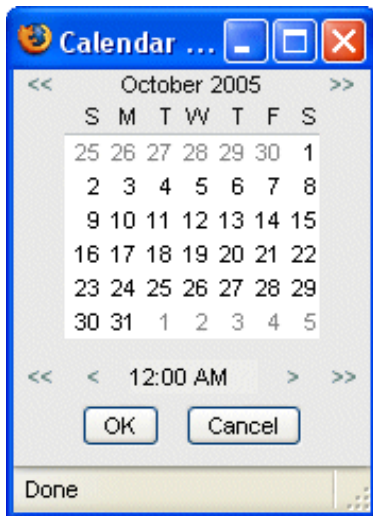 Calendar ...
<< October 2005 >>
S M T W T F S
25 26 27 28 29 30 1
2 3 4 5 6 7 8
9 10 11 12 13 14 15
16 17 18 19 20 21 22
23 24 25 26 27 28 29
30 31 1 2 3 4 5
<< < 12:00 AM > >>
OK Cancel
Done